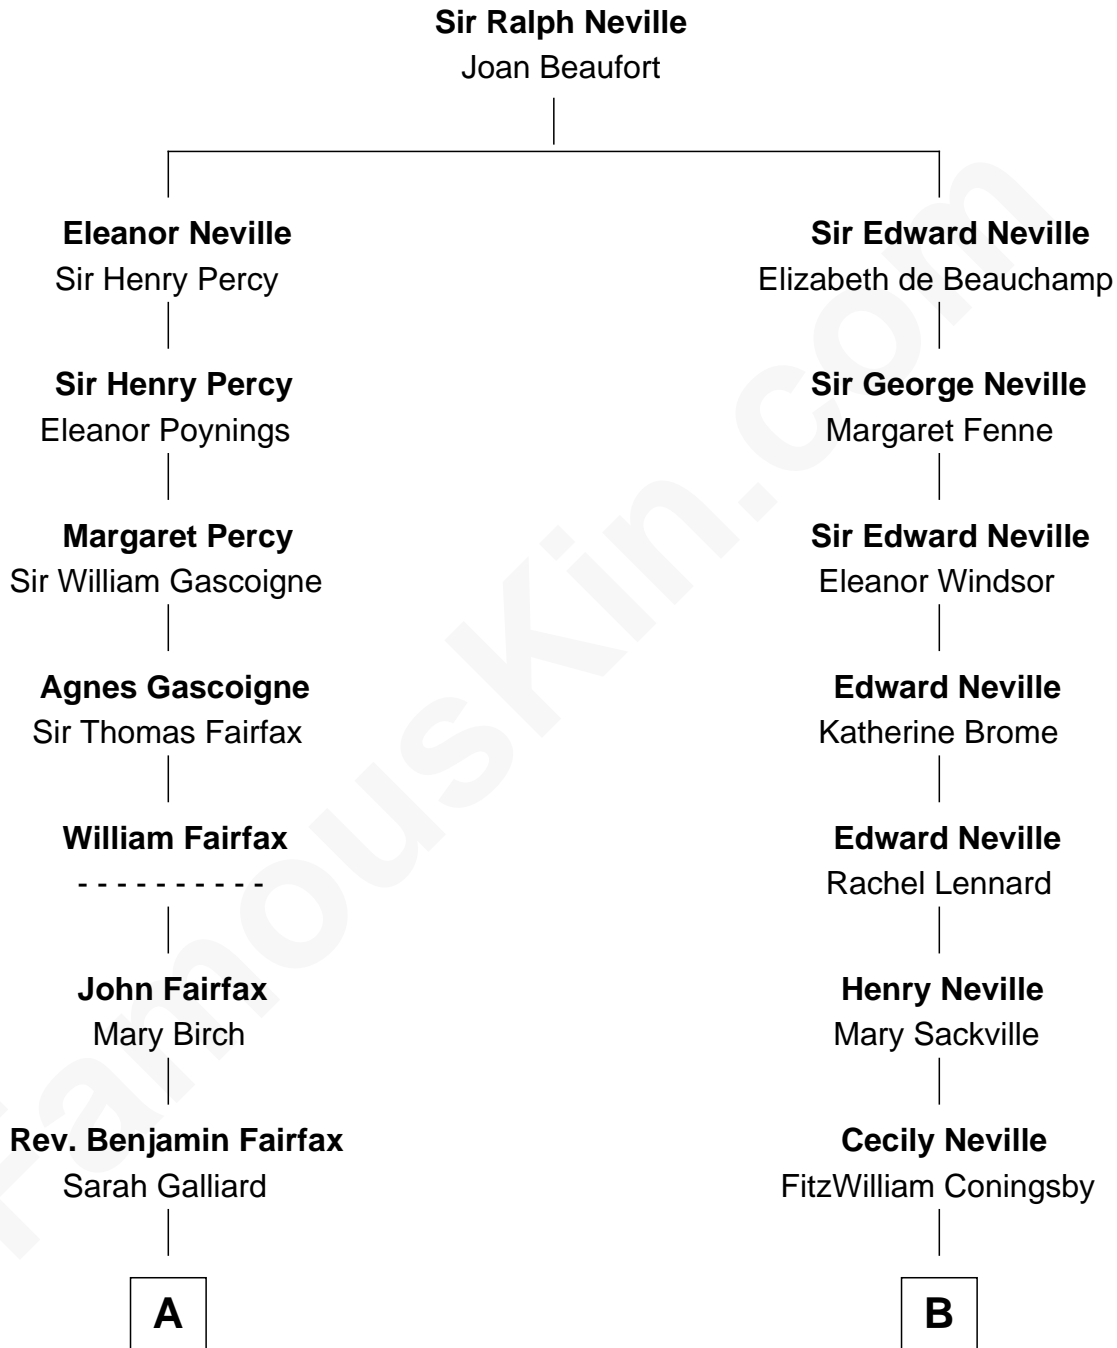 Sir Ralph Neville
Joan Beaufort
Eleanor Neville
Sir Henry Percy
Sir Edward Neville
Elizabeth de Beauchamp
Sir Henry Percy
Eleanor Poynings
Sir George Neville
Margaret Fenne
Margaret Percy
Sir William Gascoigne
Sir Edward Neville
Eleanor Windsor
Agnes Gascoigne
Sir Thomas Fairfax
Edward Neville
Katherine Brome
William Fairfax
- - - - - - - - - -
Edward Neville
Rachel Lennard
John Fairfax
Mary Birch
Henry Neville
Mary Sackville
Rev. Benjamin Fairfax
Sarah Galliard
Cecily Neville
FitzWilliam Coningsby
A
B
FamousKin.com